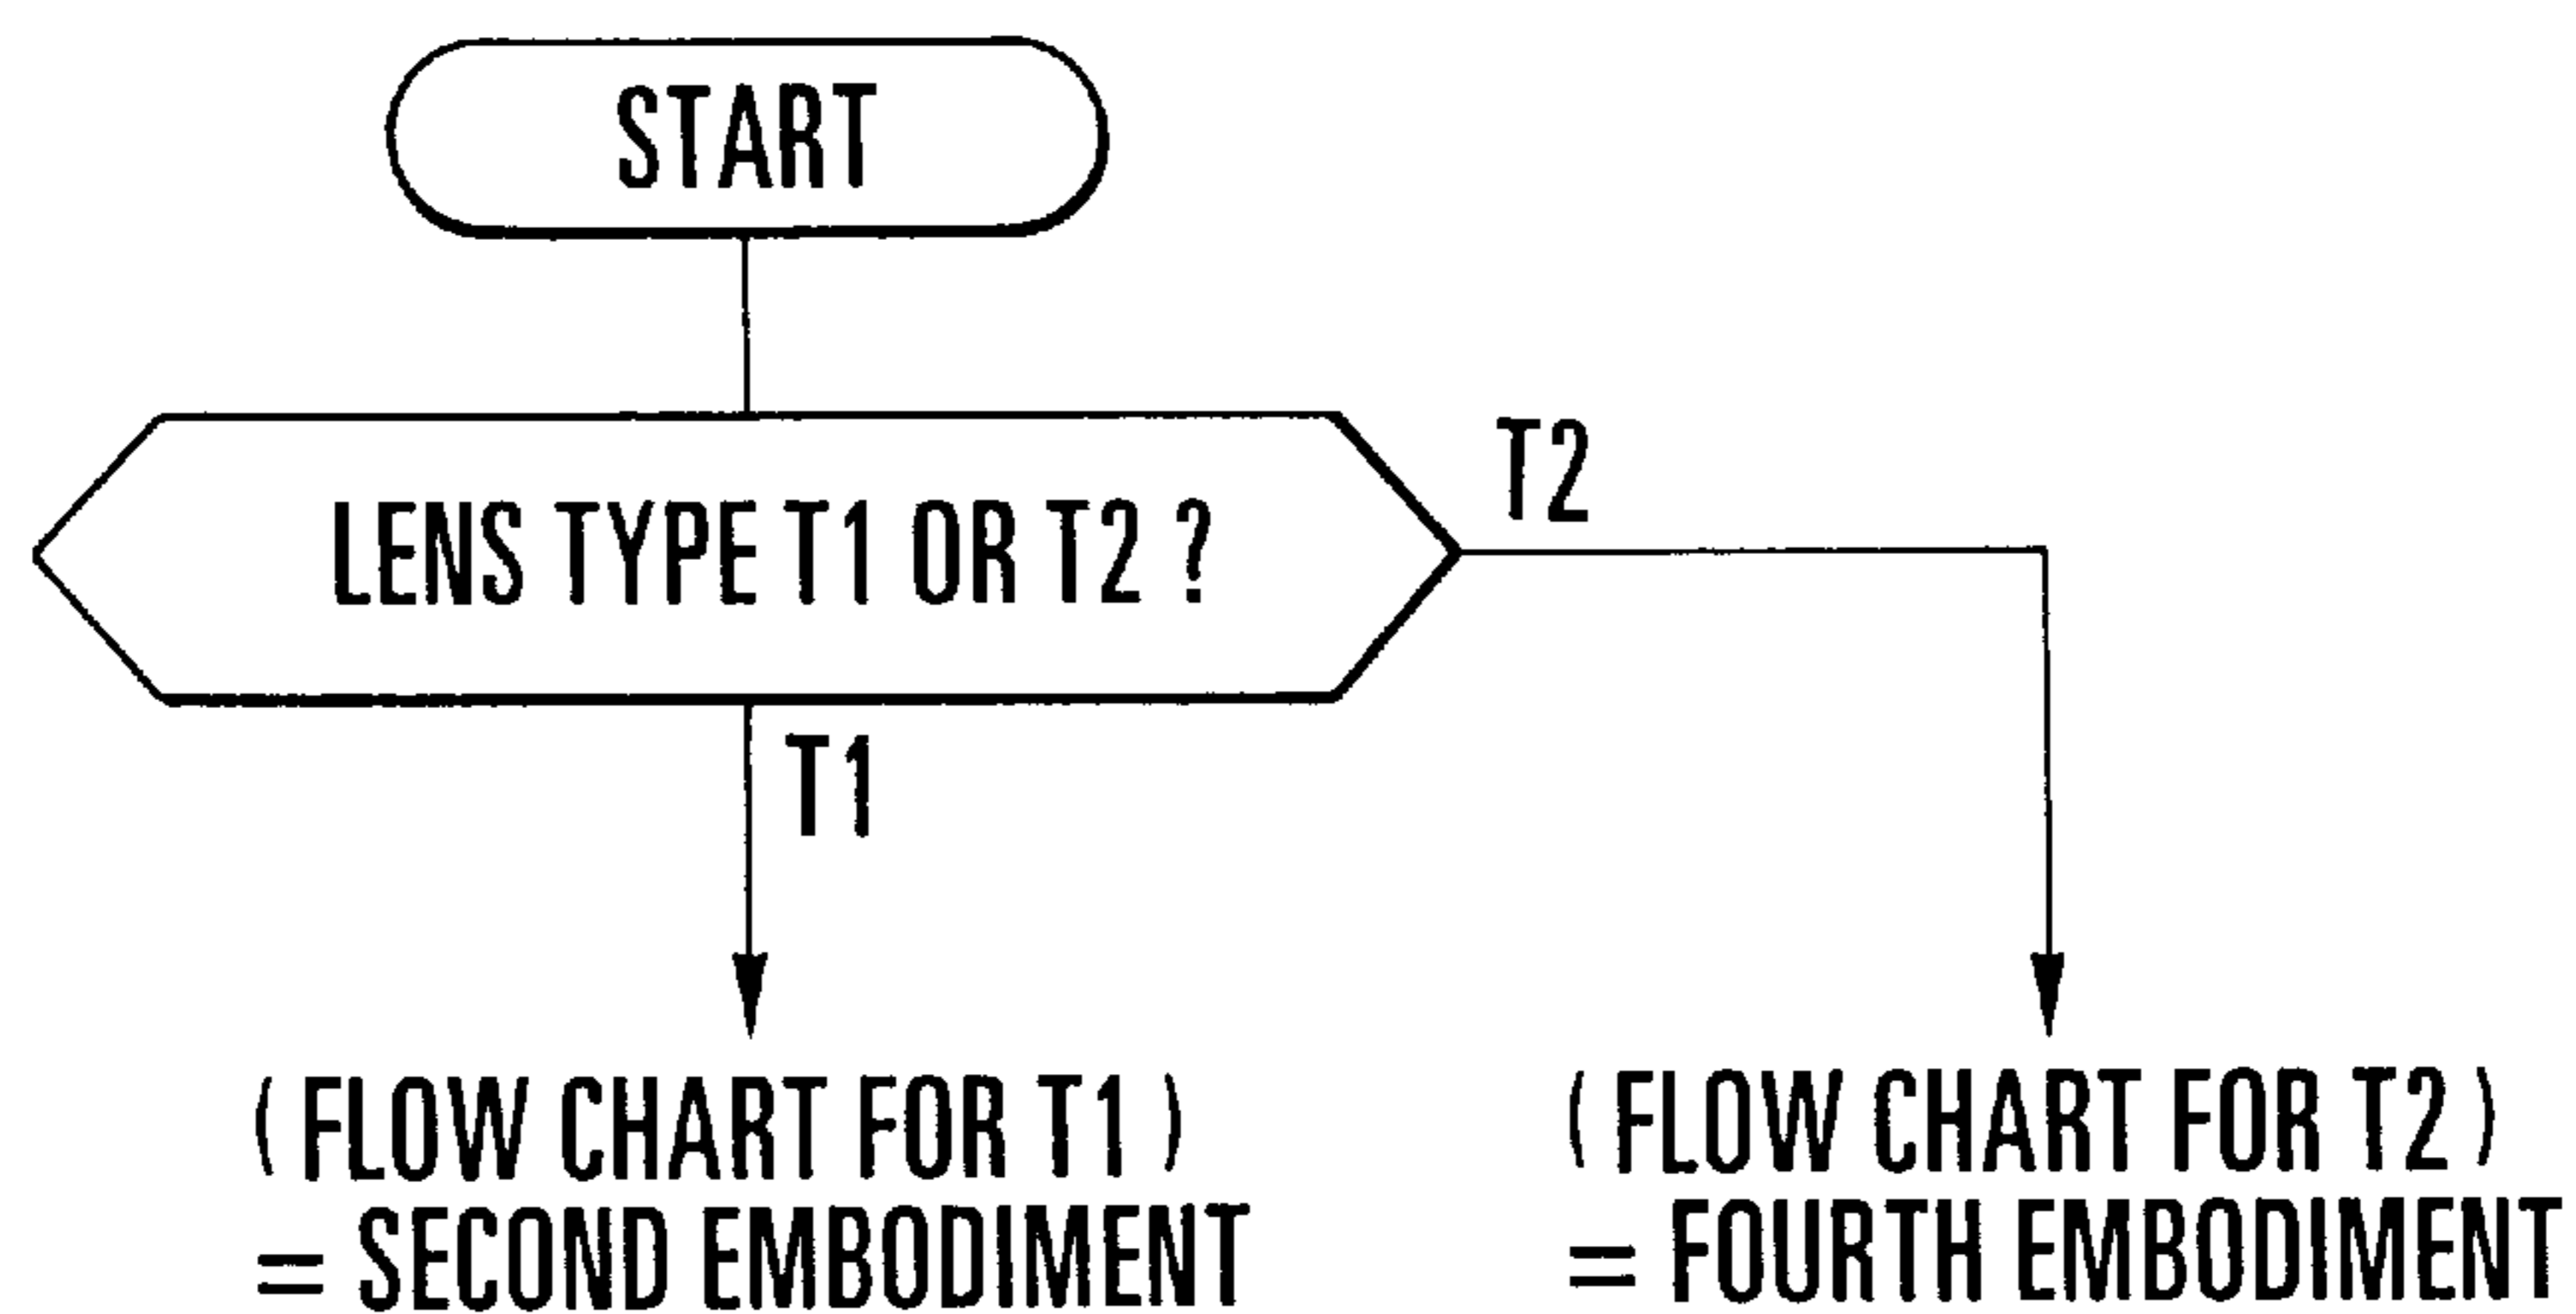 START
LENS TYPE T1 OR T2 ?
T2
T1
( FLOW CHART FOR T1 )
= SECOND EMBODIMENT
( FLOW CHART FOR T2 )
= FOURTH EMBODIMENT